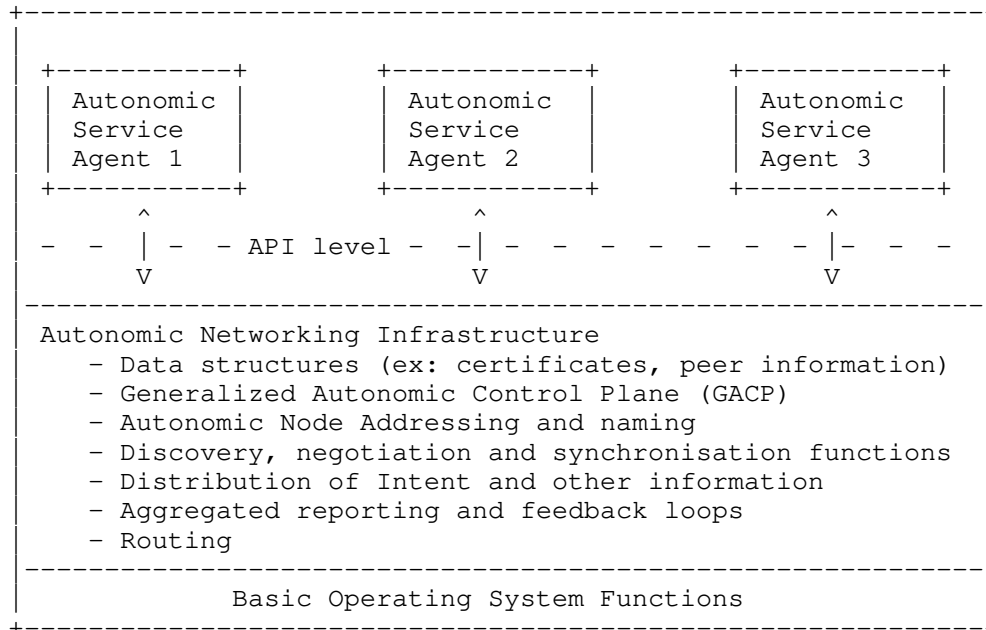 Autonomic Autonomic Autonomic
Service Service Service
Agent 1 Agent 2 Agent 3
^ ^ ^
- - | - - API level - -| - - - - - - - |- - -
V V V
Autonomic Networking Infrastructure
- Data structures (ex: certificates, peer information)
- Generalized Autonomic Control Plane (GACP)
- Autonomic Node Addressing and naming
- Discovery, negotiation and synchronisation functions
- Distribution of Intent and other information
- Aggregated reporting and feedback loops
- Routing
Basic Operating System Functions